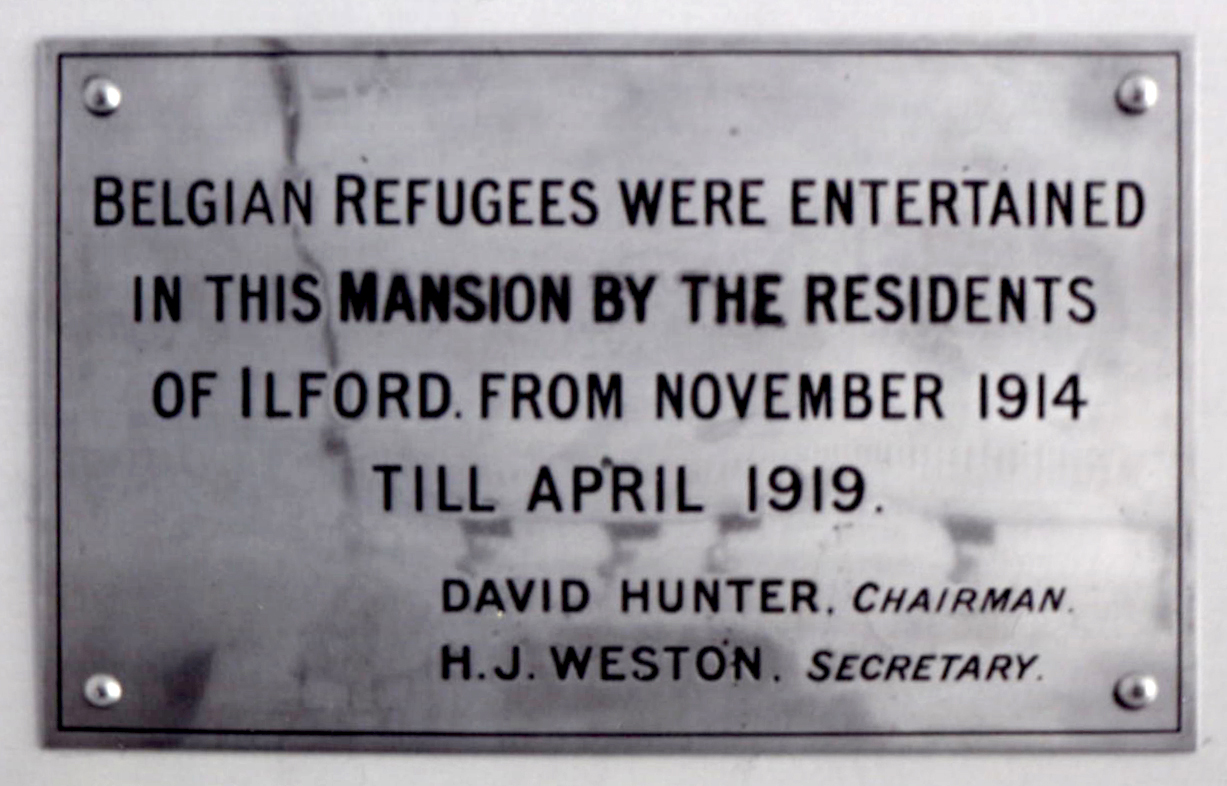 BELGIAN REFUGEES WERE ENTERTAINED
IN THIS MANSION BY THE RESIDENTS
OF ILFORD. FROM NOVEMBER 1914
TILL APRIL 1919.
DAVID HUNTER. CHAIRMAN.
H.J. WESTON. SECRETARY.